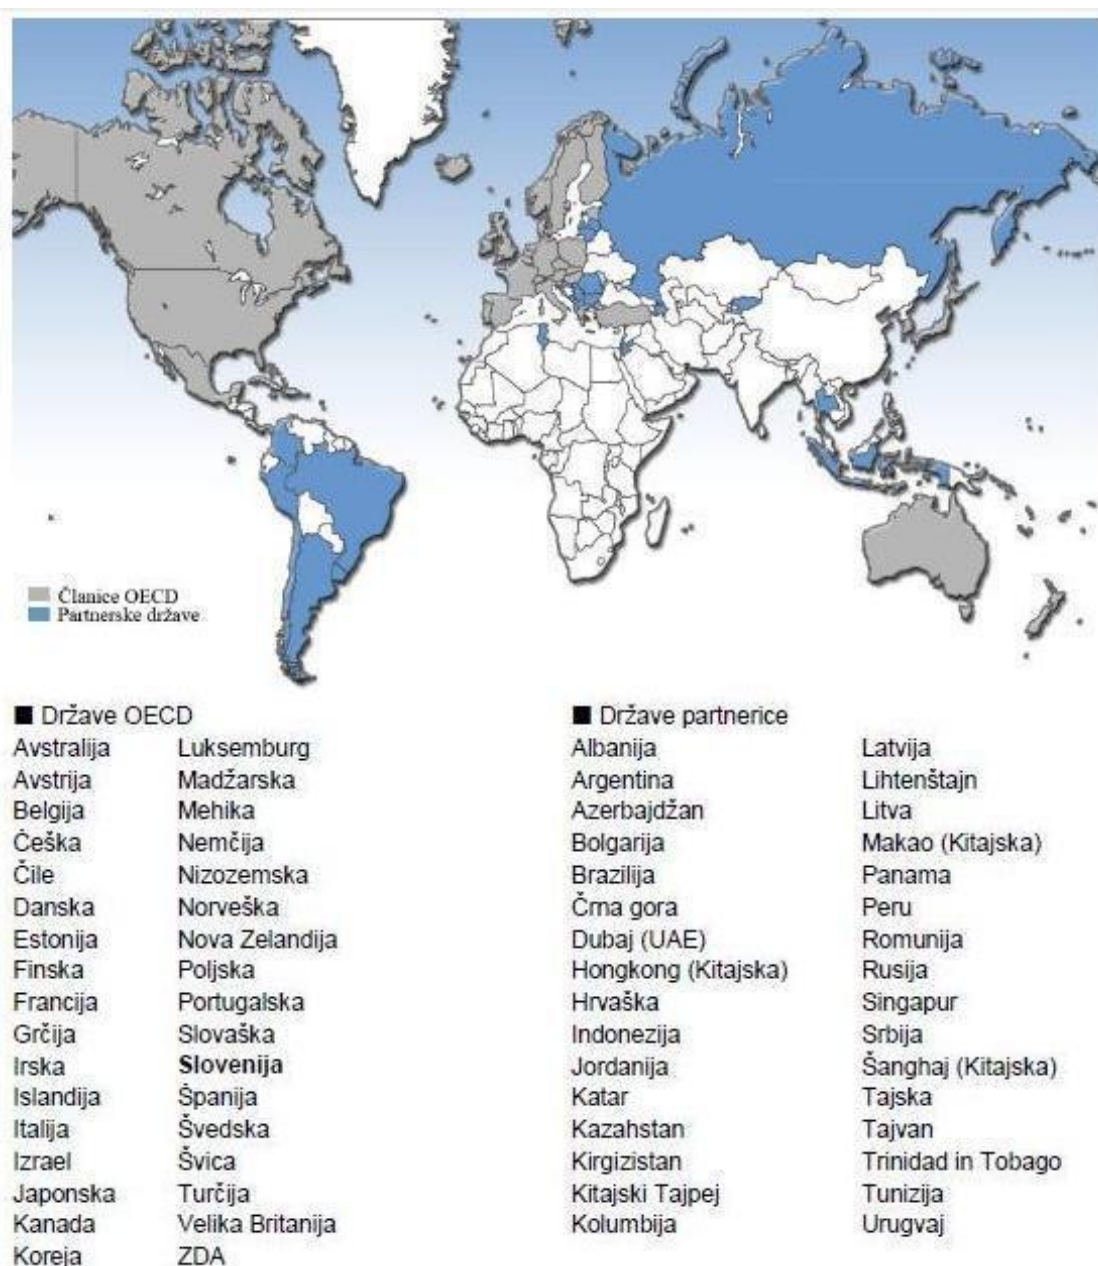 Članice OECD
Partnerske države
■ Države OECD
Avstralija
Avstrija
Belgija
Češka
Čile
Danska
Estonija
Finska
Francija
Grčija
Irska
Islandija
Italija
Izrael
Japonska
Kanada
Koreja
Luksemburg
Madžarska
Mehika
Nemčija
Nizozemska
Norveška
Nova Zelandija
Poljska
Portugalska
Slovaška
Slovenija
Španija
Švedska
Švica
Turčija
Velika Britanija
ZDA
■ Države partnerice
Albanija
Argentina
Azerbajdžan
Bolgarija
Brazilija
Črna gora
Dubaj (UAE)
Hongkong (Kitajska)
Hrvaška
Indonezija
Jordanija
Katar
Kazahstan
Kirgizistan
Kitajski Tajpej
Kolumbija
Latvija
Lihtenštajn
Litva
Makao (Kitajska)
Panama
Peru
Romunija
Rusija
Singapur
Srbija
Šanghaj (Kitajska)
Tajska
Tajvan
Trinidad in Tobago
Tunizija
Urugvaj